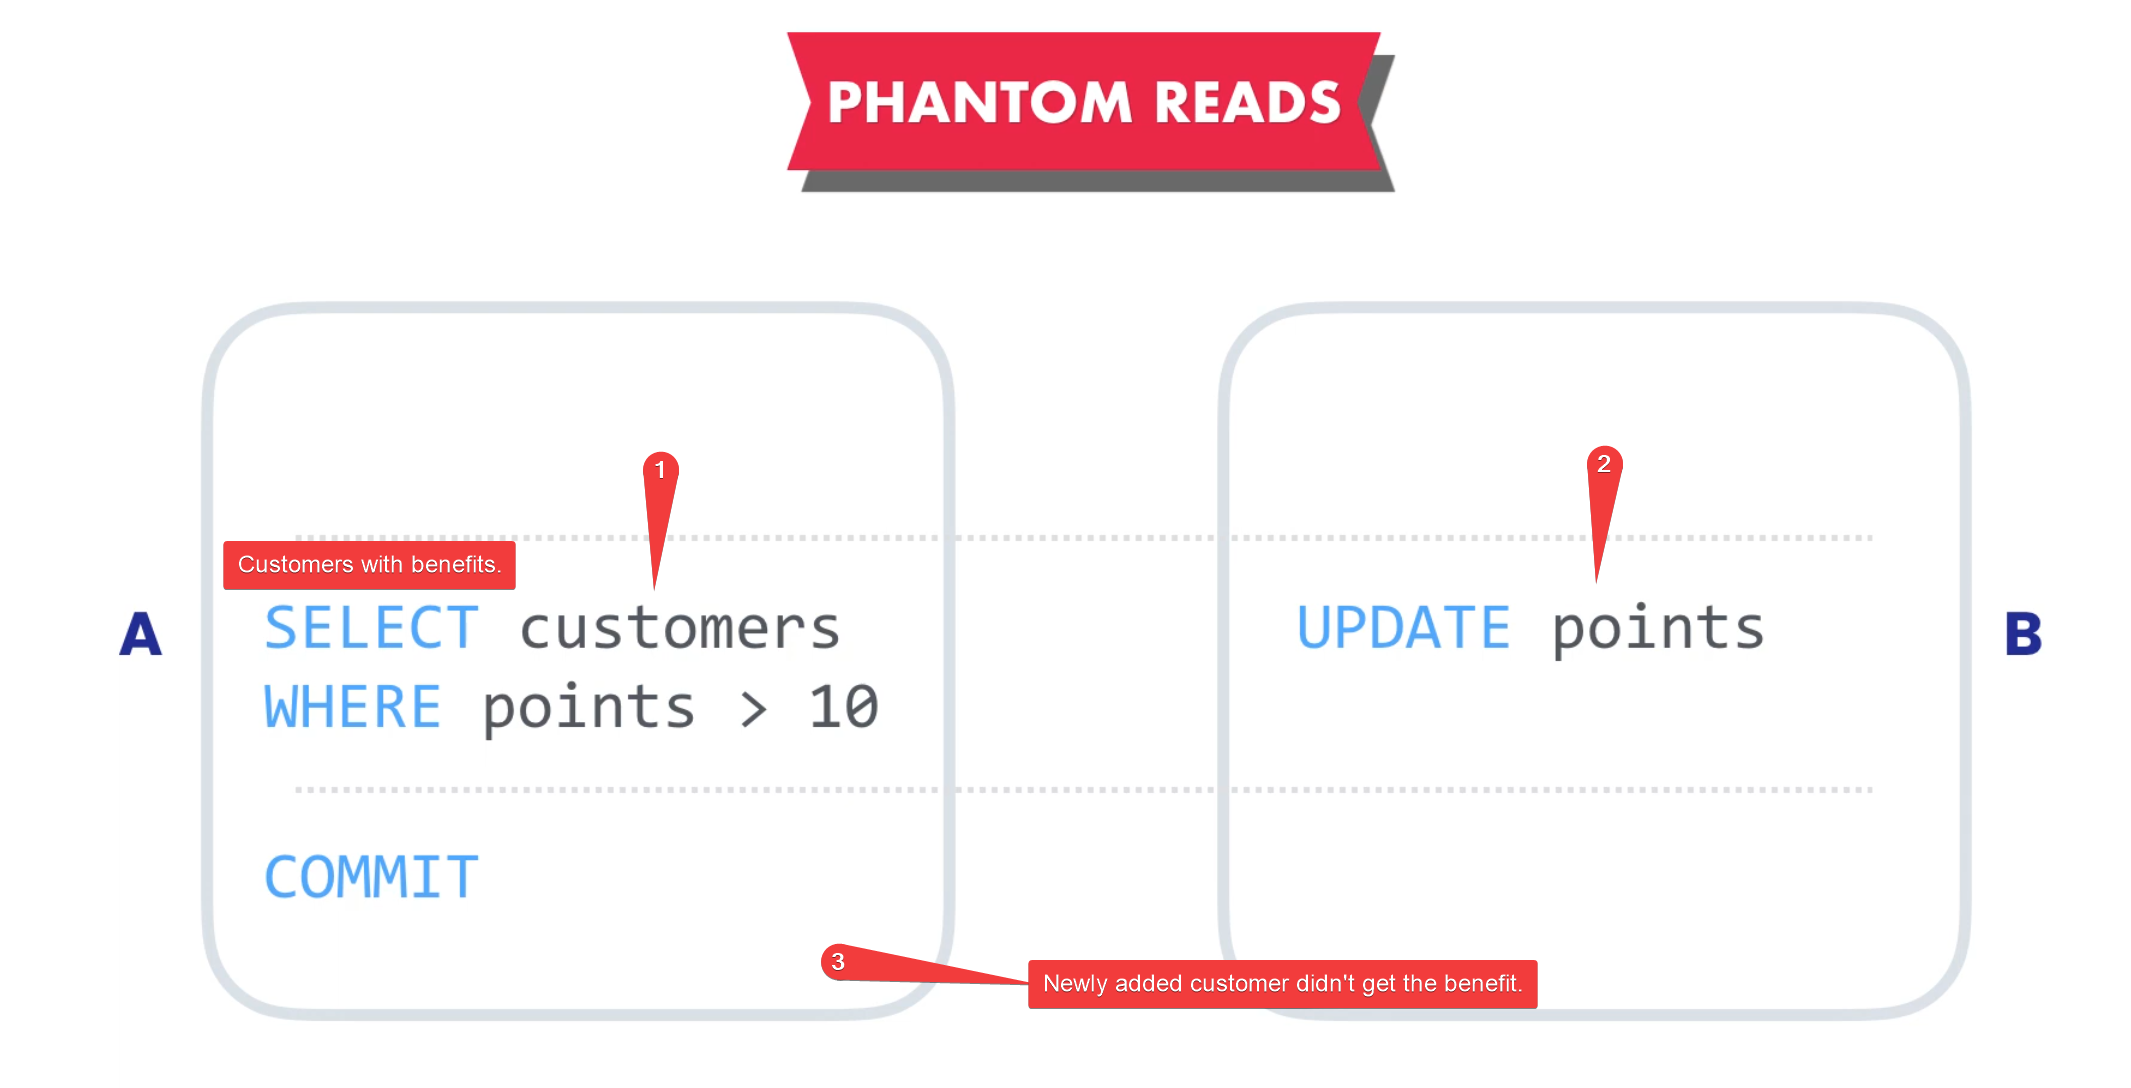 PHANTOM READS
1
2
Customers with benefits.
A
SELECT customers
WHERE points > 10
COMMIT
UPDATE points
B
3
Newly added customer didn't get the benefit.